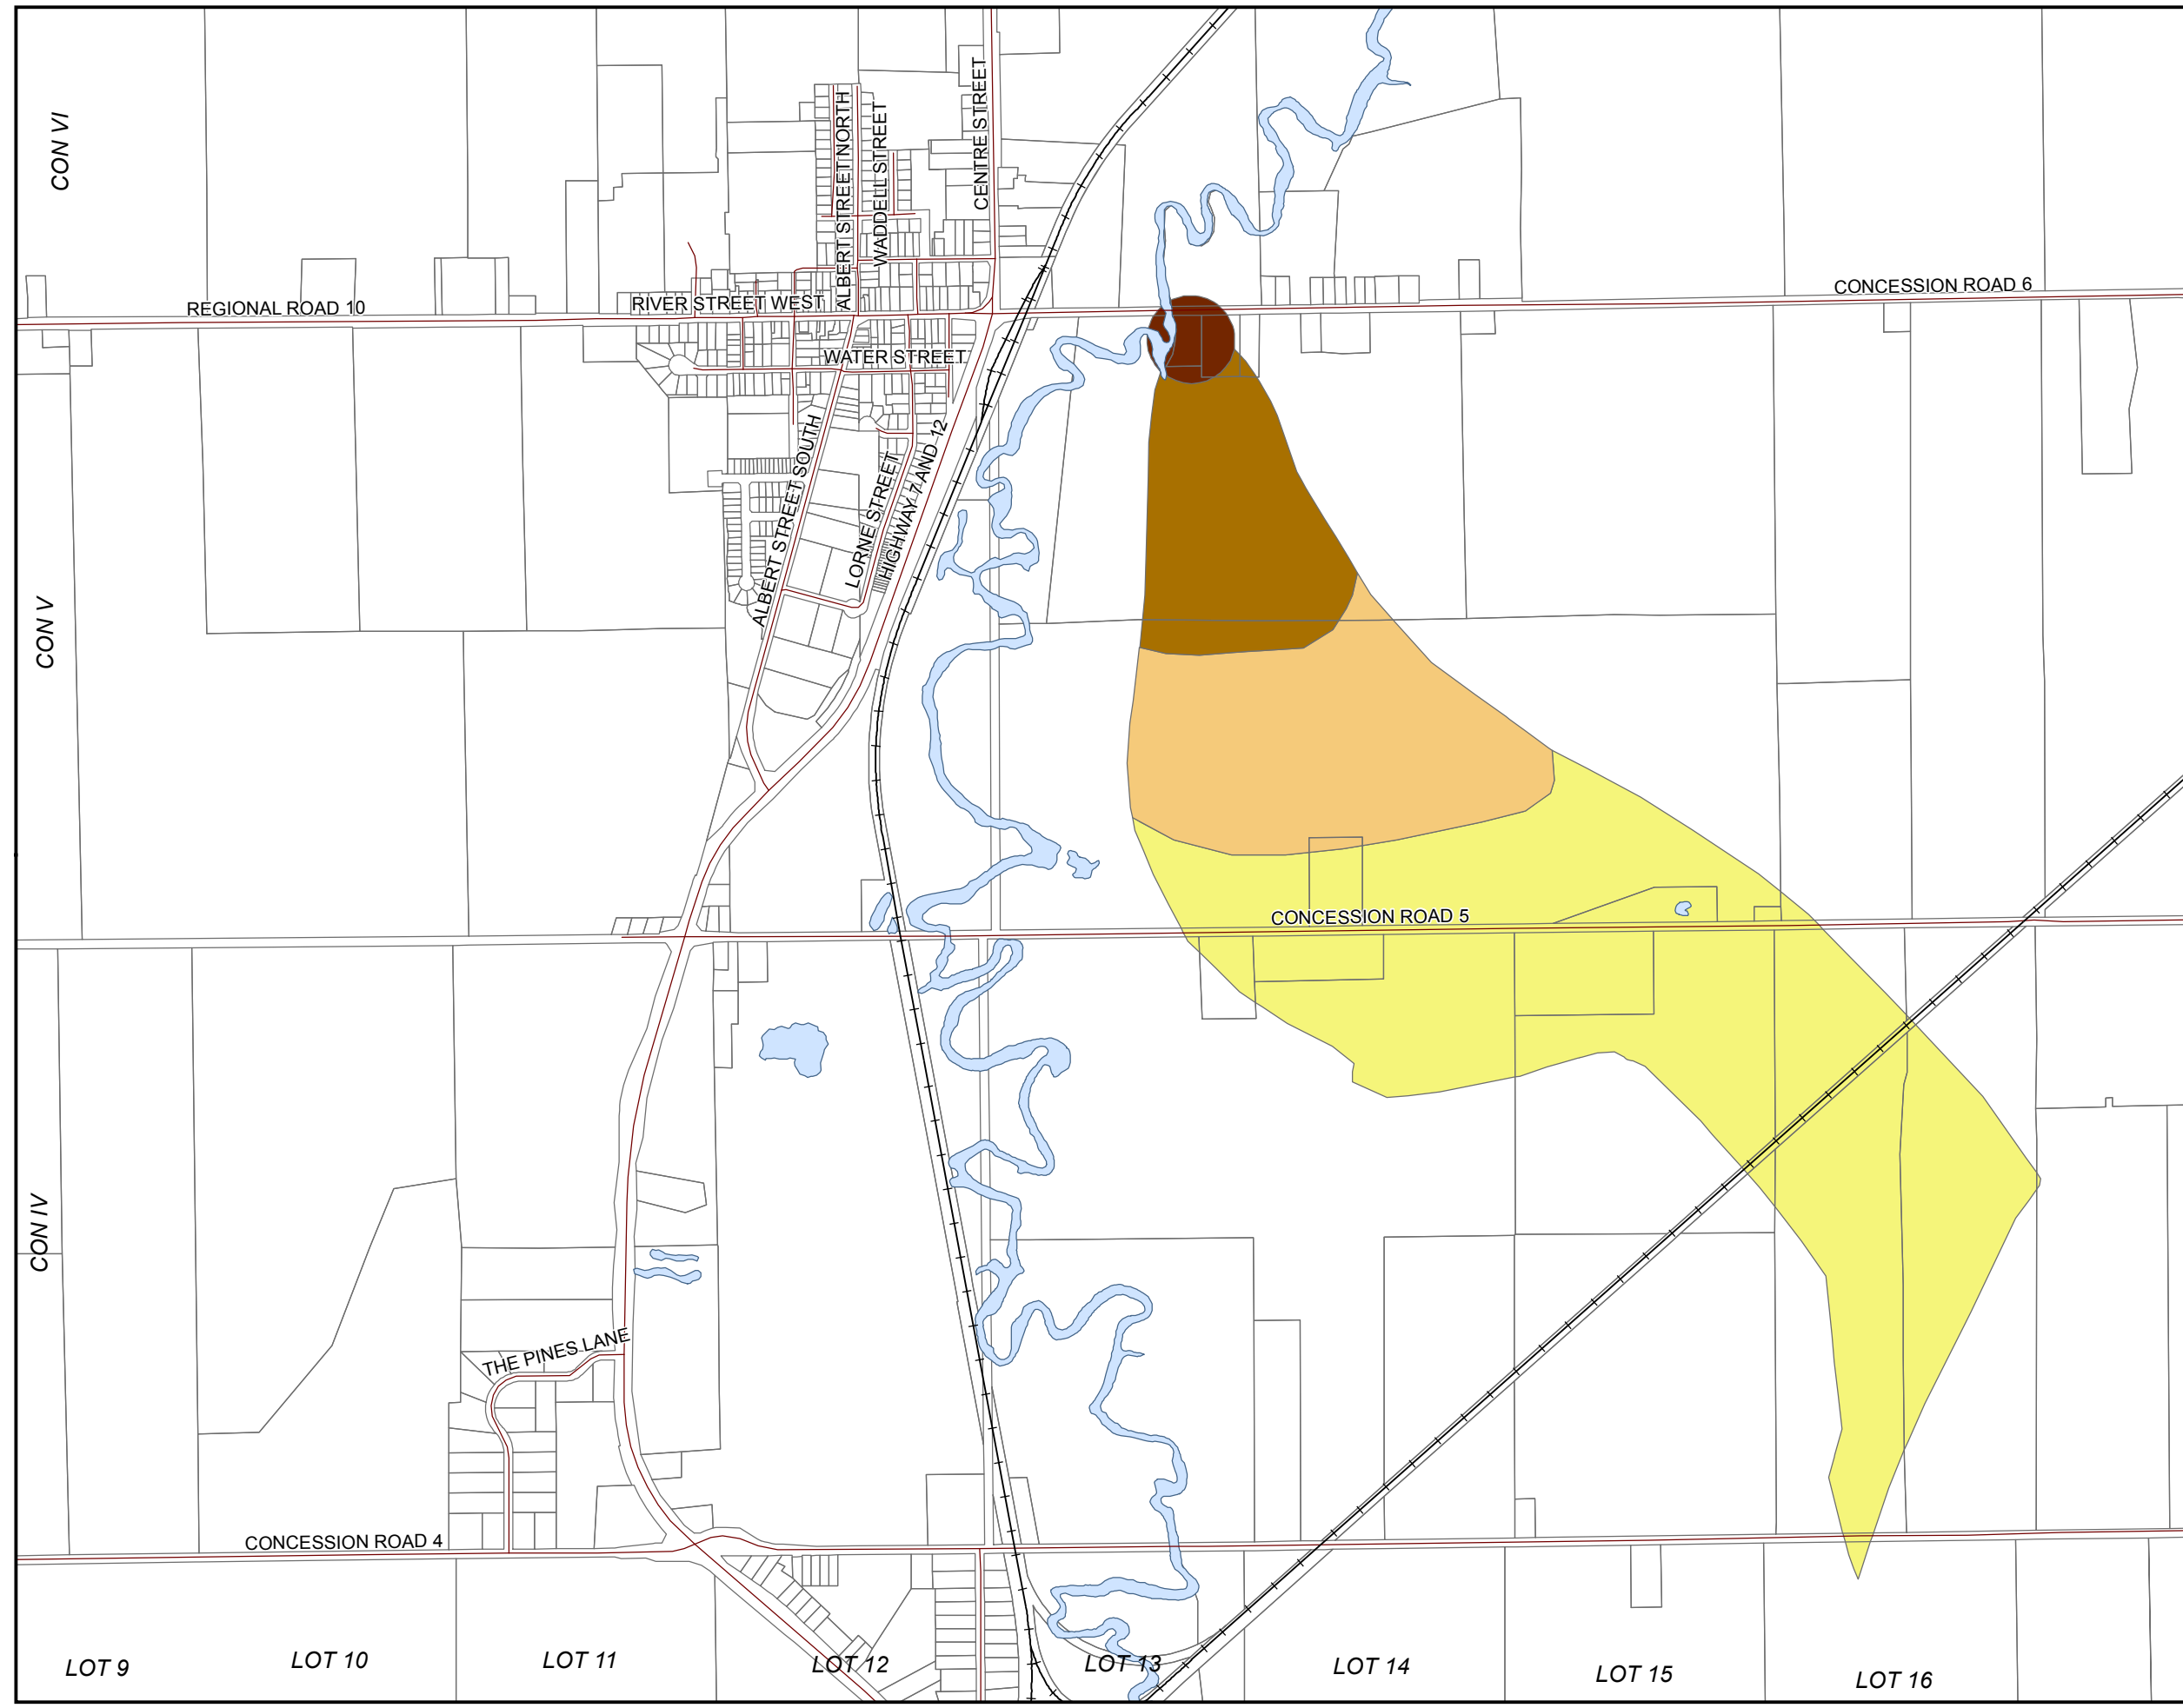 CON VI
ALBERT STREET NORTH
WADDELL STREET
CENTRE STREET
CONCESSION ROAD 6
REGIONAL ROAD 10
RIVER STREET WEST
WATER STREET
ALBERT STREET SOUTH
LORNE STREET
HIGHWAY 7 AND 12
CON V
CONCESSION ROAD 5
CON IV
THE PINES LANE
CONCESSION ROAD 4
LOT 9
LOT 10
LOT 11
LOT 12
LOT 13
LOT 14
LOT 15
LOT 16